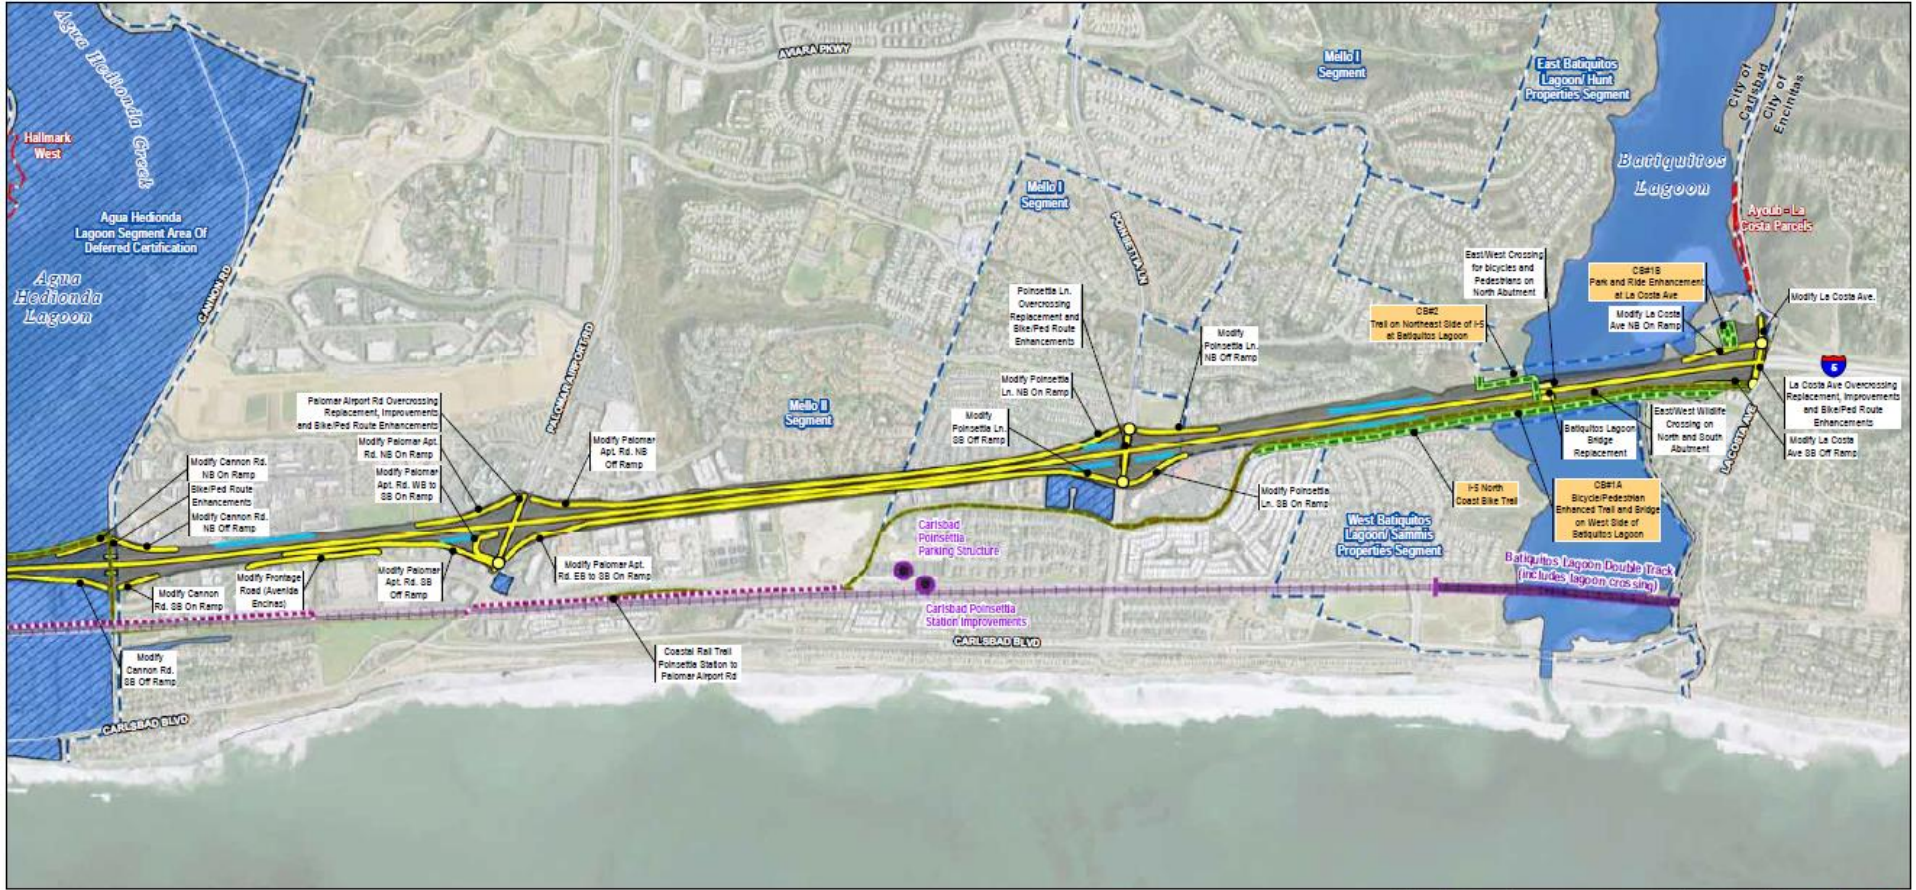 Agua Hedionda Creek
Hallmark
West
Agua Hedionda
Lagoon Segment Area Of
Deferred Certification
Agua
Hedionda
Lagoon
CANNON RD
AVIARA PKWY
Mello I
Segment
East Batiquitos
Lagoon/ Hunt
Properties Segment
City of
Carlsbad
City of
Encinitas
Batiquitos
Lagoon
Ayoub - La
Costa Parcels
Mello I
Segment
POINSETTIA LN
PALOMAR AIRPORT RD
Mello II
Segment
East/West Crossing
for bicycles and
Pedestrians on
North Abutment
CB#1B
Park and Ride Enhancement
at La Costa Ave
Modify La Costa
Ave NB On Ramp
Modify La Costa Ave.
CB#2
Trail on Northeast Side of I-5
at Batiquitos Lagoon
Poinsettia Ln.
Overcrossing
Replacement and
Bike/Ped Route
Enhancements
Modify
Poinsettia Ln.
NB Off Ramp
Modify Poinsettia
Ln. NB On Ramp
Modify
Poinsettia Ln.
SB Off Ramp
5
La Costa Ave Overcrossing
Replacement, Improvements
and Bike/Ped Route
Enhancements
Modify La Costa
Ave SB Off Ramp
LA COSTA AVE
East/West Wildlife
Crossing on
North and South
Abutment
Batiquitos Lagoon
Bridge
Replacement
Palomar Airport Rd Overcrossing
Replacement, Improvements
and Bike/Ped Route Enhancements
Modify Palomar Apt.
Rd. NB On Ramp
Modify Palomar
Apt. Rd. WB to
SB On Ramp
Modify Palomar
Apt. Rd. NB
Off Ramp
Modify Cannon Rd.
NB On Ramp
Bike/Ped Route
Enhancements
Modify Cannon Rd.
NB Off Ramp
Modify Poinsettia
Ln. SB On Ramp
I-5 North
Coast Bike Trail
CB#1A
Bicycle/Pedestrian
Enhanced Trail and Bridge
on West Side of
Batiquitos Lagoon
West Batiquitos
Lagoon/ Sammis
Properties Segment
Carlsbad
Poinsettia
Parking Structure
Batiquitos Lagoon Double Track
(includes lagoon crossing)
Modify Cannon
Rd. SB On Ramp
Modify Frontage
Road (Avenida
Encinas)
Modify Palomar
Apt. Rd. SB
Off Ramp
Modify Palomar Apt.
Rd. EB to SB On Ramp
Carlsbad Poinsettia
Station Improvements
CARLSBAD BLVD
Modify
Cannon Rd.
SB Off Ramp
Coastal Rail Trail
Poinsettia Station to
Palomar Airport Rd
CARLSBAD BLVD